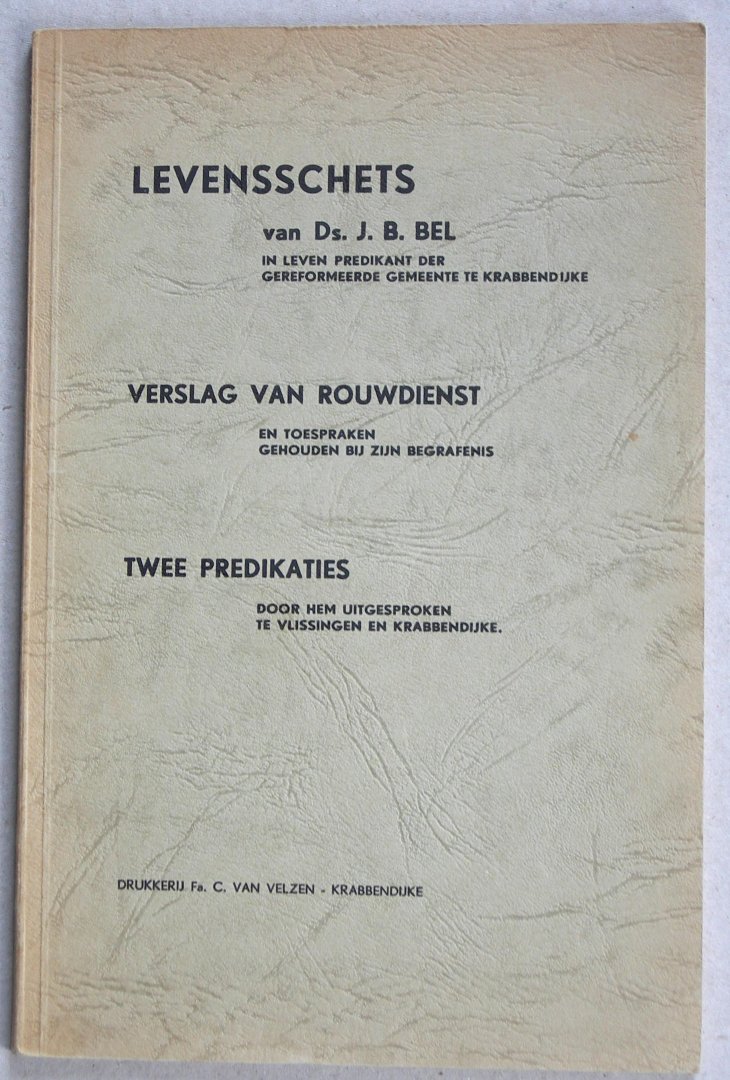 LEVENSSCHETS
van Ds. J. B. BEL
IN LEVEN PREDIKANT DER
GEREFORMEERDE GEMEENTE TE KRABBENDIJKE
VERSLAG VAN ROUWDIENST
EN TOESPRAKEN
GEHOUDEN BIJ ZIJN BEGRAFENIS
TWEE PREDIKATIES
DOOR HEM UITGESPROKEN
TE VLISSINGEN EN KRABBENDIJKE.
DRUKKERIJ Fa. C. VAN VELZEN - KRABBENDIJKE